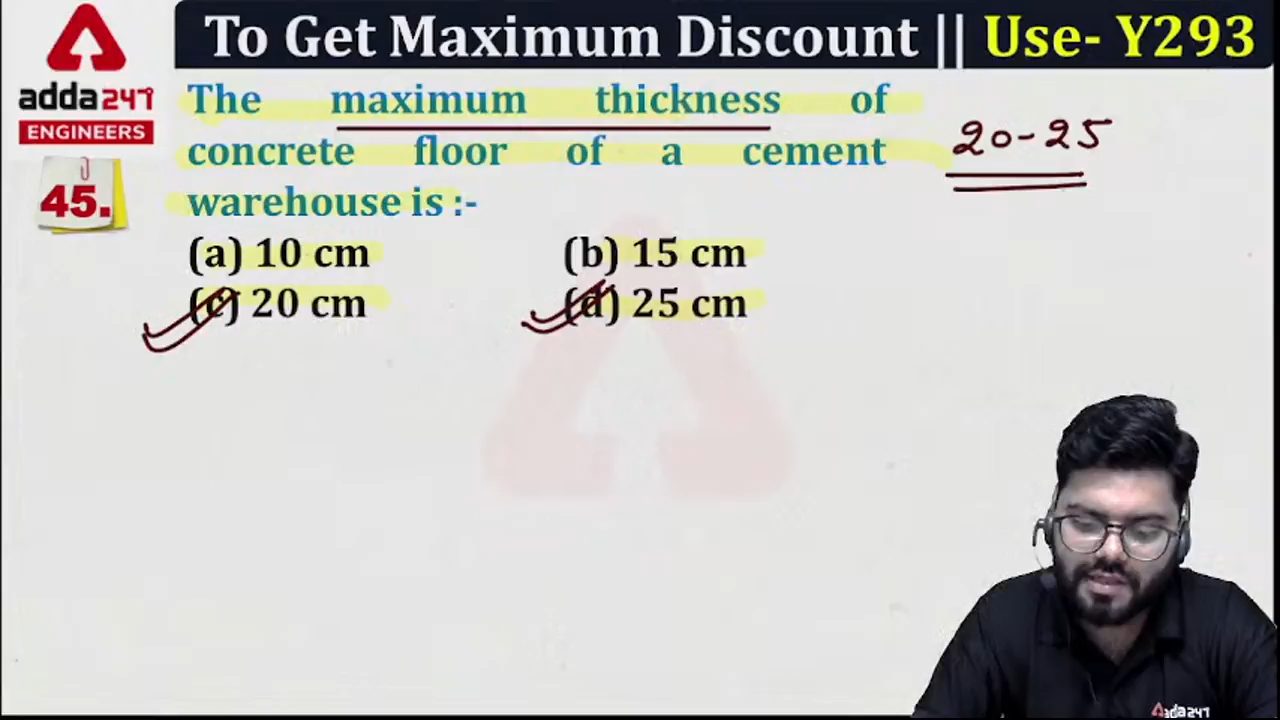 To Get Maximum Discount || Use- Y293
adda247
ENGINEERS
45.
The maximum thickness of
concrete floor of a cement
warehouse is :-
20-25
(a) 10 cm (b) 15 cm
(c) 20 cm (d) 25 cm
adda247